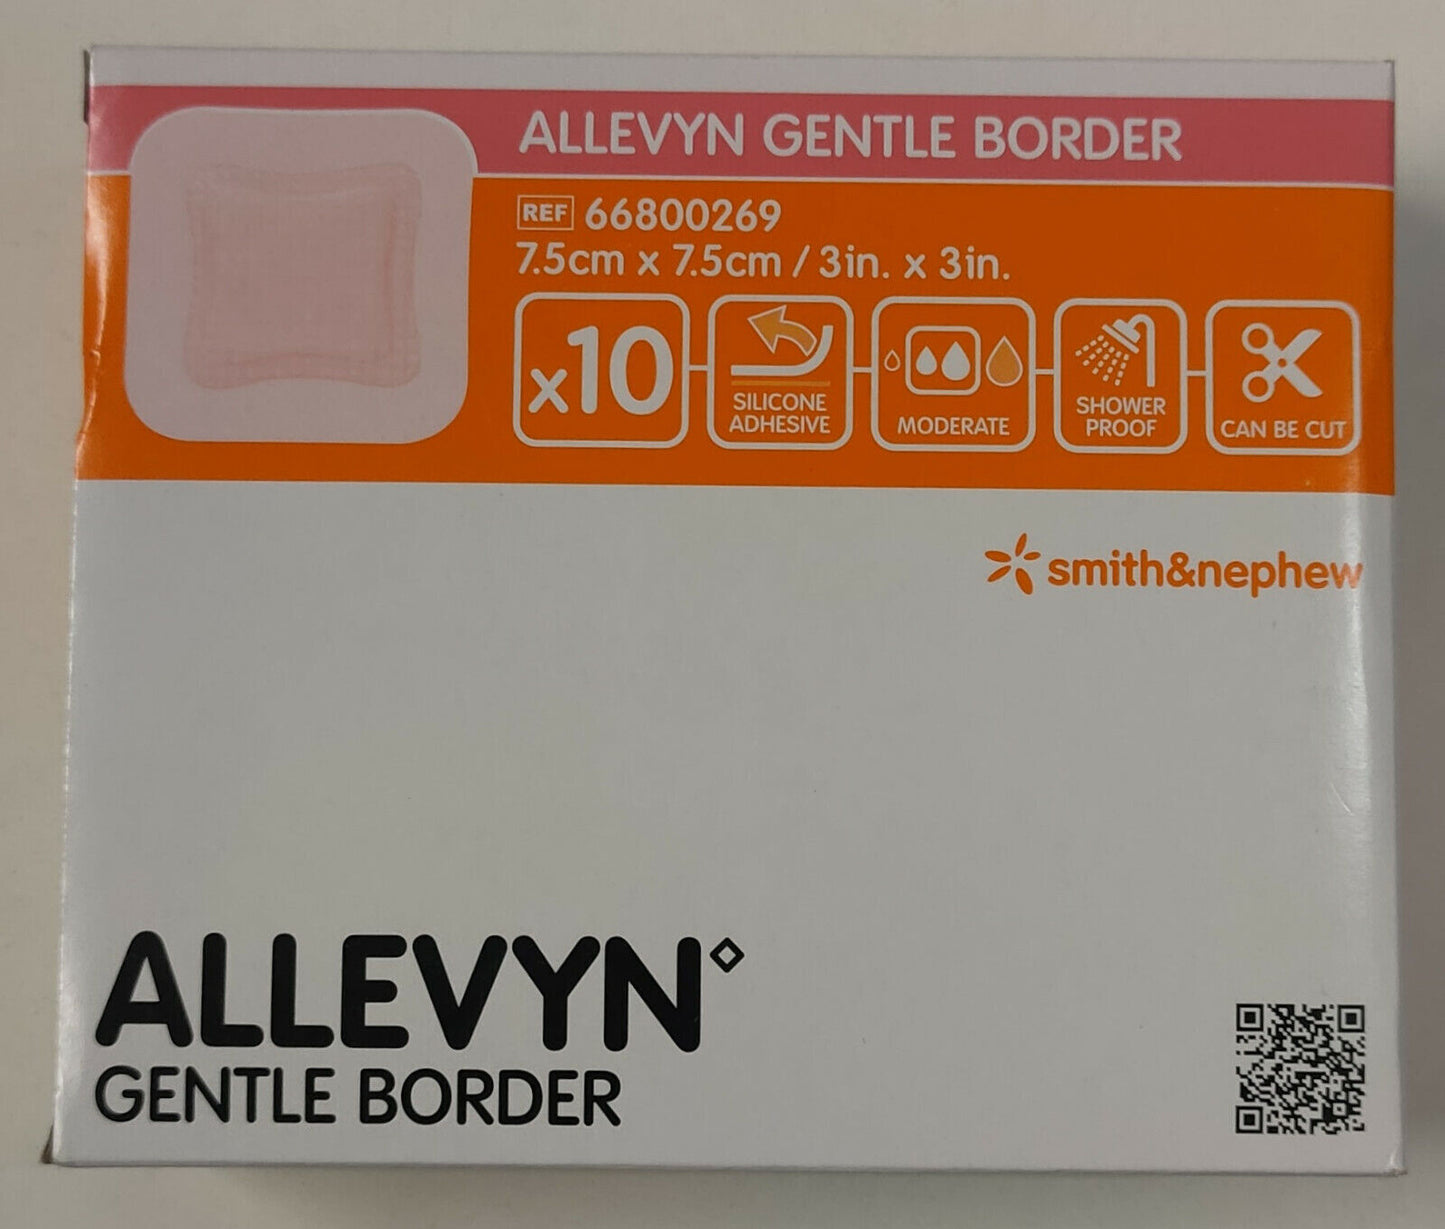 ALLEVYN GENTLE BORDER
REF 66800269
7.5cm x 7.5cm / 3in. x 3in.
x10
SILICONE
ADHESIVE
MODERATE
SHOWER
PROOF
CAN BE CUT
smith&nephew
ALLEVYN◇
GENTLE BORDER